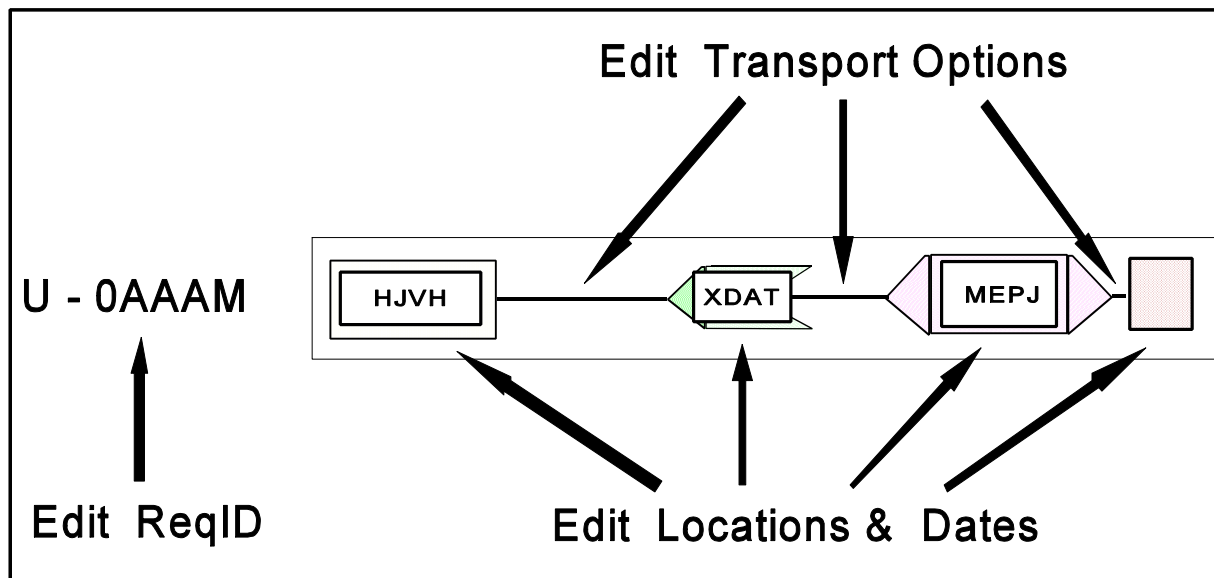 Edit Transport Options
U - 0AAAM
HJVH
XDAT
MEPJ
Edit ReqID
Edit Locations & Dates